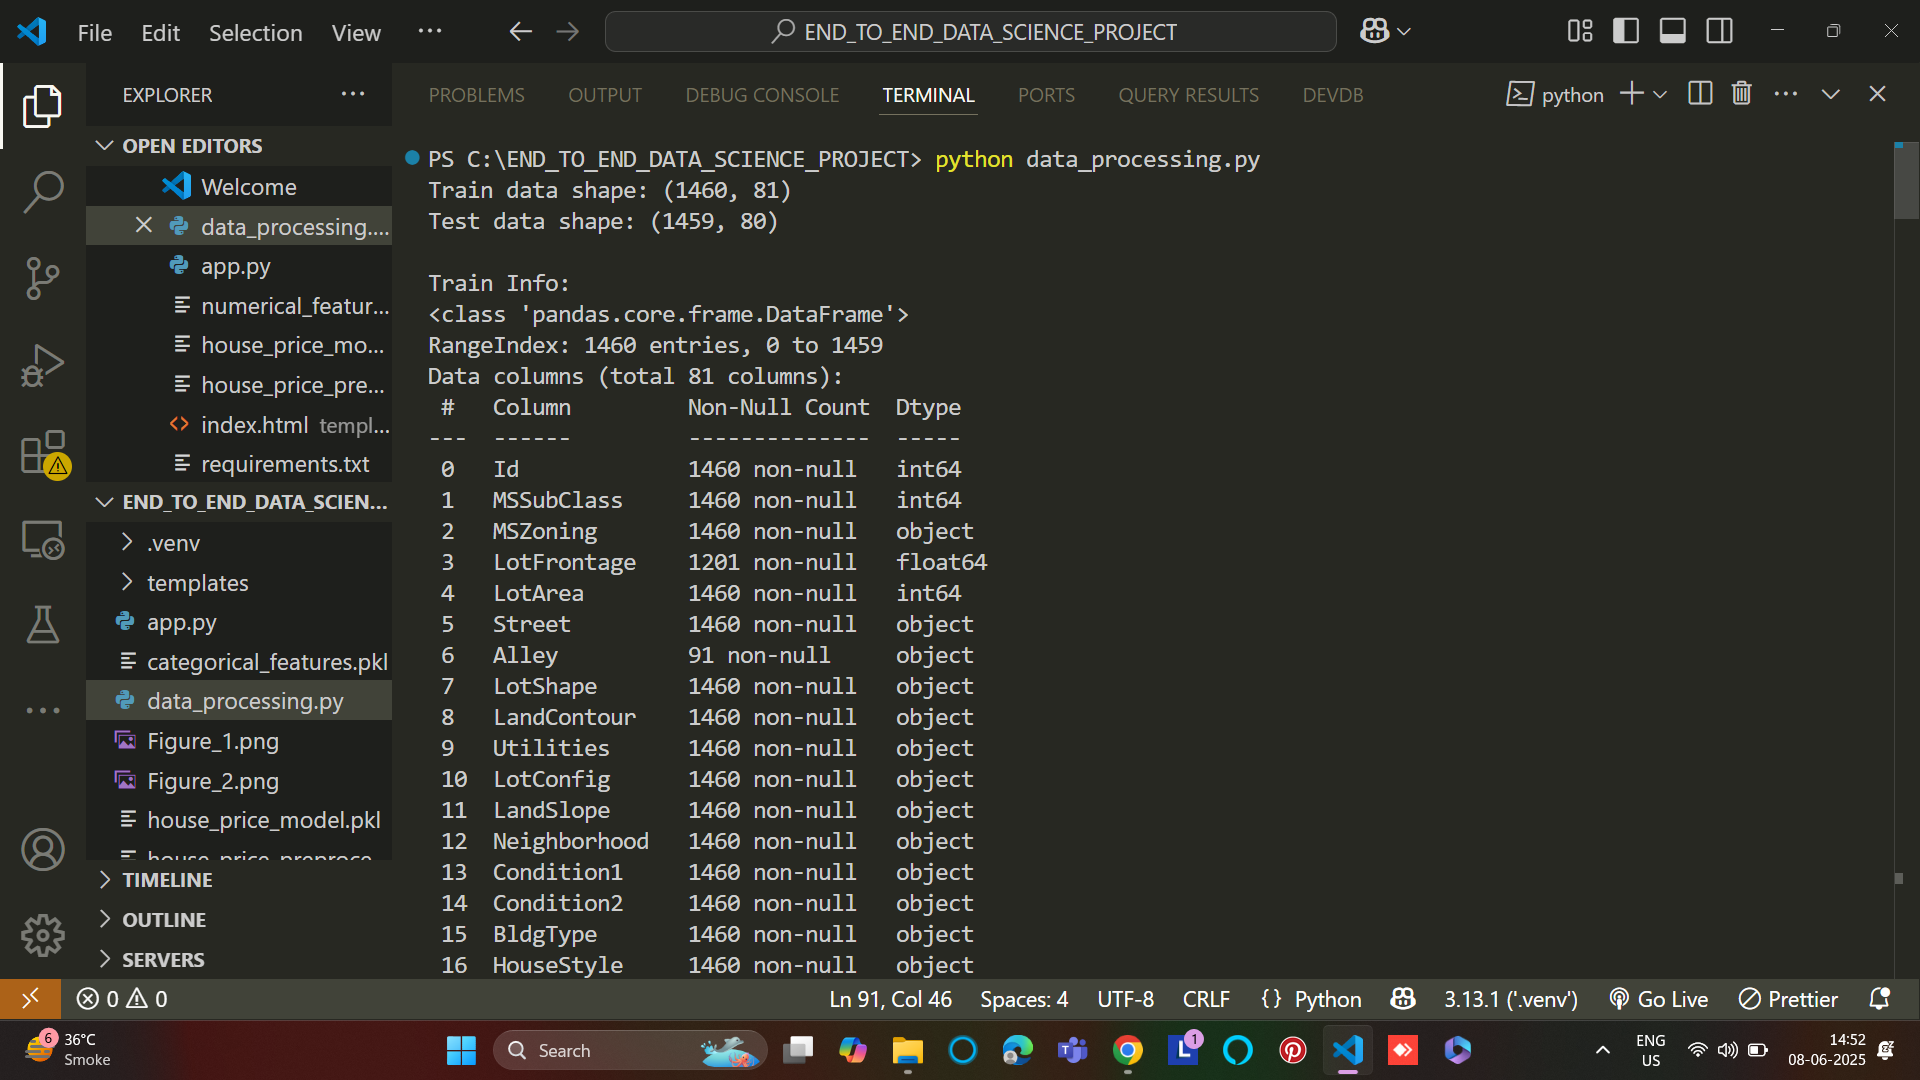 File Edit Selection View ···
END_TO_END_DATA_SCIENCE_PROJECT
EXPLORER ···
OPEN EDITORS
Welcome
data_processing....
app.py
numerical_featur...
house_price_mo...
house_price_pre...
index.html templ...
requirements.txt
END_TO_END_DATA_SCIEN...
.venv
templates
app.py
categorical_features.pkl
data_processing.py
Figure_1.png
Figure_2.png
house_price_model.pkl
house_price_preproce
TIMELINE
OUTLINE
SERVERS
PROBLEMS OUTPUT DEBUG CONSOLE TERMINAL PORTS QUERY RESULTS DEVDB
python
PS C:\END_TO_END_DATA_SCIENCE_PROJECT> python data_processing.py
Train data shape: (1460, 81)
Test data shape: (1459, 80)
Train Info:
<class 'pandas.core.frame.DataFrame'>
RangeIndex: 1460 entries, 0 to 1459
Data columns (total 81 columns):
# Column Non-Null Count Dtype
--- ------ -------------- -----
0 Id 1460 non-null int64
1 MSSubClass 1460 non-null int64
2 MSZoning 1460 non-null object
3 LotFrontage 1201 non-null float64
4 LotArea 1460 non-null int64
5 Street 1460 non-null object
6 Alley 91 non-null object
7 LotShape 1460 non-null object
8 LandContour 1460 non-null object
9 Utilities 1460 non-null object
10 LotConfig 1460 non-null object
11 LandSlope 1460 non-null object
12 Neighborhood 1460 non-null object
13 Condition1 1460 non-null object
14 Condition2 1460 non-null object
15 BldgType 1460 non-null object
16 HouseStyle 1460 non-null object
0 0 Ln 91, Col 46 Spaces: 4 UTF-8 CRLF {} Python 3.13.1 ('.venv') Go Live Prettier
6
36°C
Smoke
Search
1
L
ENG
US
14:52
08-06-2025